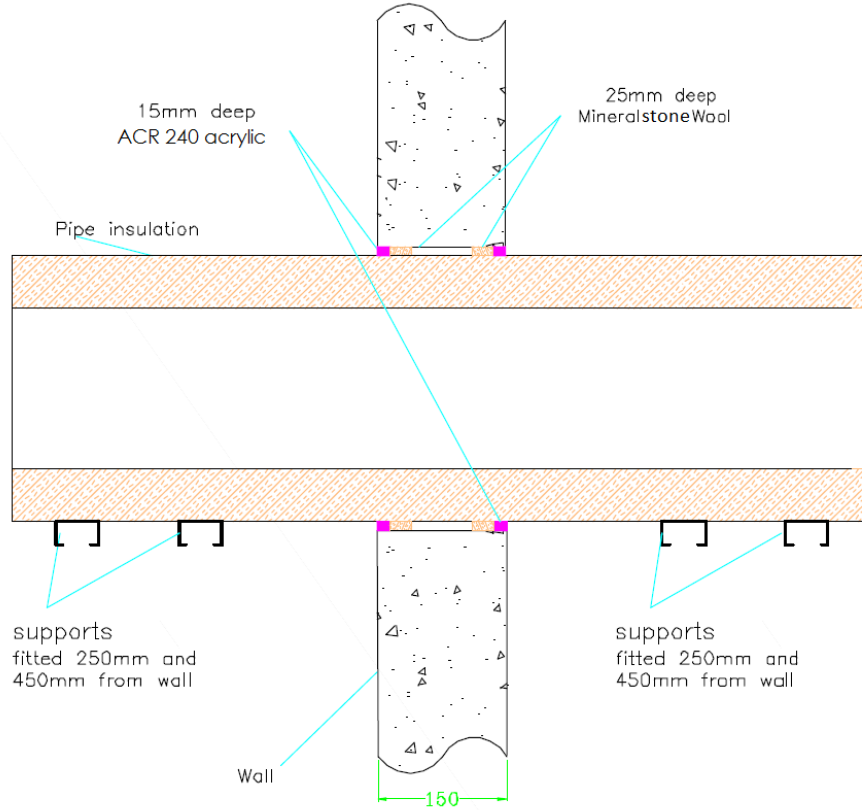 15mm deep
ACR 240 acrylic
25mm deep
MineralstoneWool
Pipe insulation
supports
fitted 250mm and
450mm from wall
supports
fitted 250mm and
450mm from wall
Wall
150